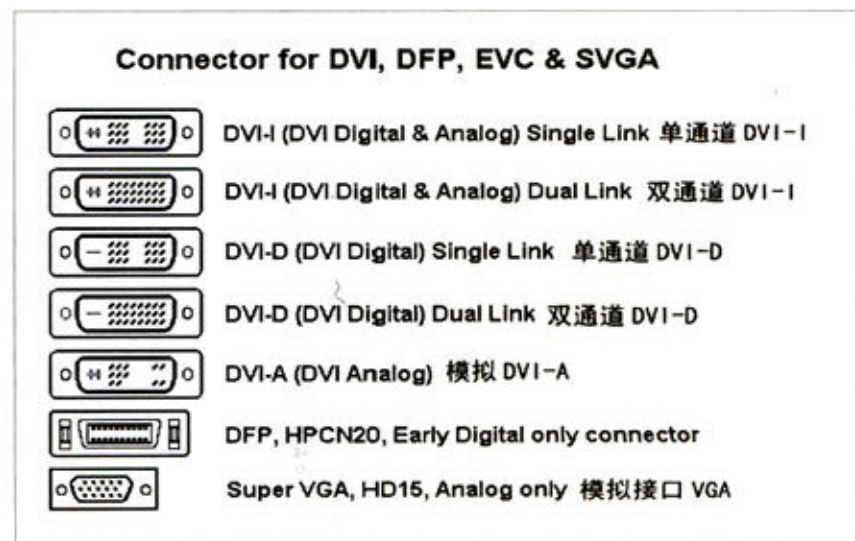 Connector for DVI, DFP, EVC & SVGA
DVI-I (DVI Digital & Analog) Single Link 单通道 DVI-I
DVI-I (DVI Digital & Analog) Dual Link 双通道 DVI-I
DVI-D (DVI Digital) Single Link 单通道 DVI-D
DVI-D (DVI Digital) Dual Link 双通道 DVI-D
DVI-A (DVI Analog) 模拟 DVI-A
DFP, HPCN20, Early Digital only connector
Super VGA, HD15, Analog only 模拟接口 VGA